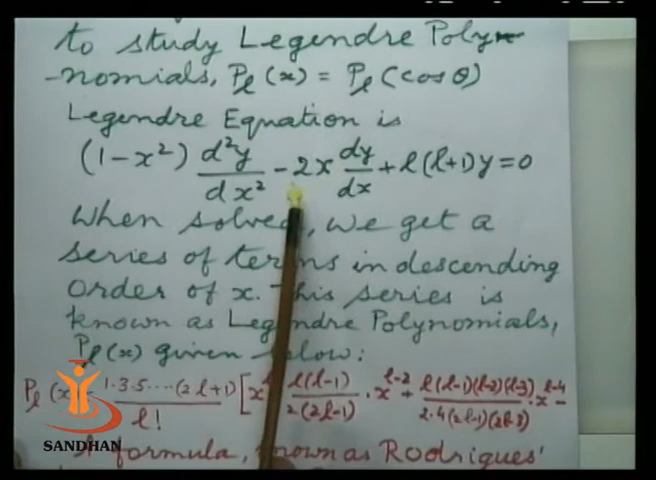 to study Legendre Poly-
-nomials, Pℓ(x) = Pℓ(cosθ)
Legendre Equation is
(1-x²) d²y/dx² - 2x dy/dx + ℓ(ℓ+1)y = 0
When solved, we get a
series of terms in descending
order of x. This series is
known as Legendre Polynomials,
Pℓ(x) given below:
Pℓ(x) 1·3·5·····(2ℓ+1)/ℓ! [x ℓ(ℓ-1)/2(2ℓ-1) · x^ℓ-2 + ℓ(ℓ-1)(ℓ-2)(ℓ-3)/2·4(2ℓ-1)(2ℓ-3) · x^ℓ-4 -
SANDHAN
A formula, known as Rodrigues'